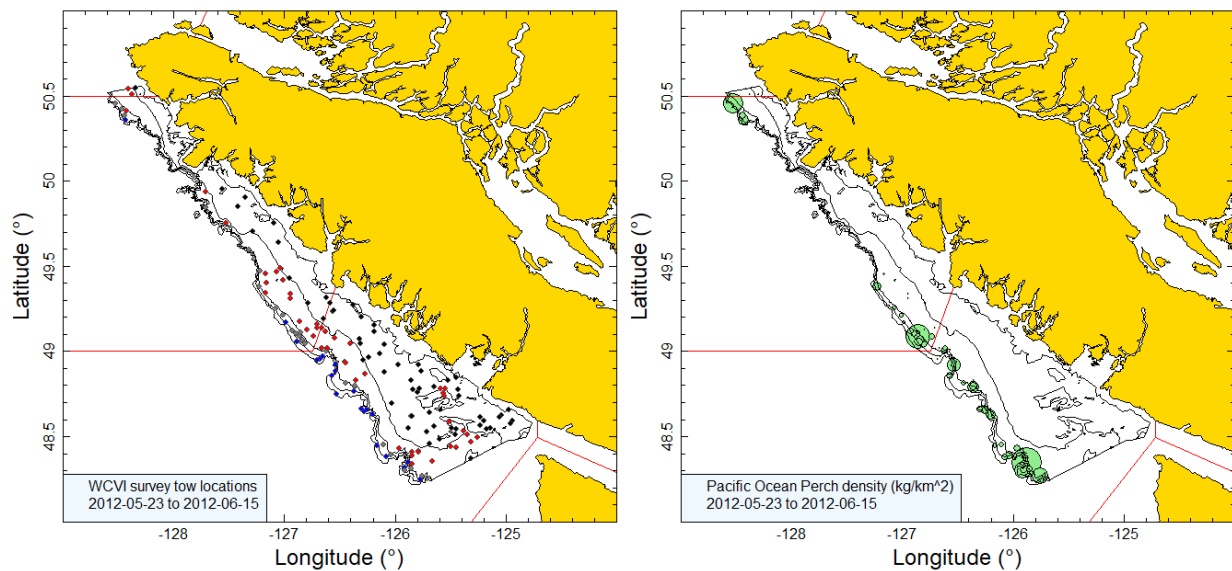 50.5
50
49.5
49
48.5
Latitude (°)
-128
-127
-126
-125
Longitude (°)
WCVI survey tow locations
2012-05-23 to 2012-06-15
50.5
50
49.5
49
48.5
Latitude (°)
-128
-127
-126
-125
Longitude (°)
Pacific Ocean Perch density (kg/km^2)
2012-05-23 to 2012-06-15